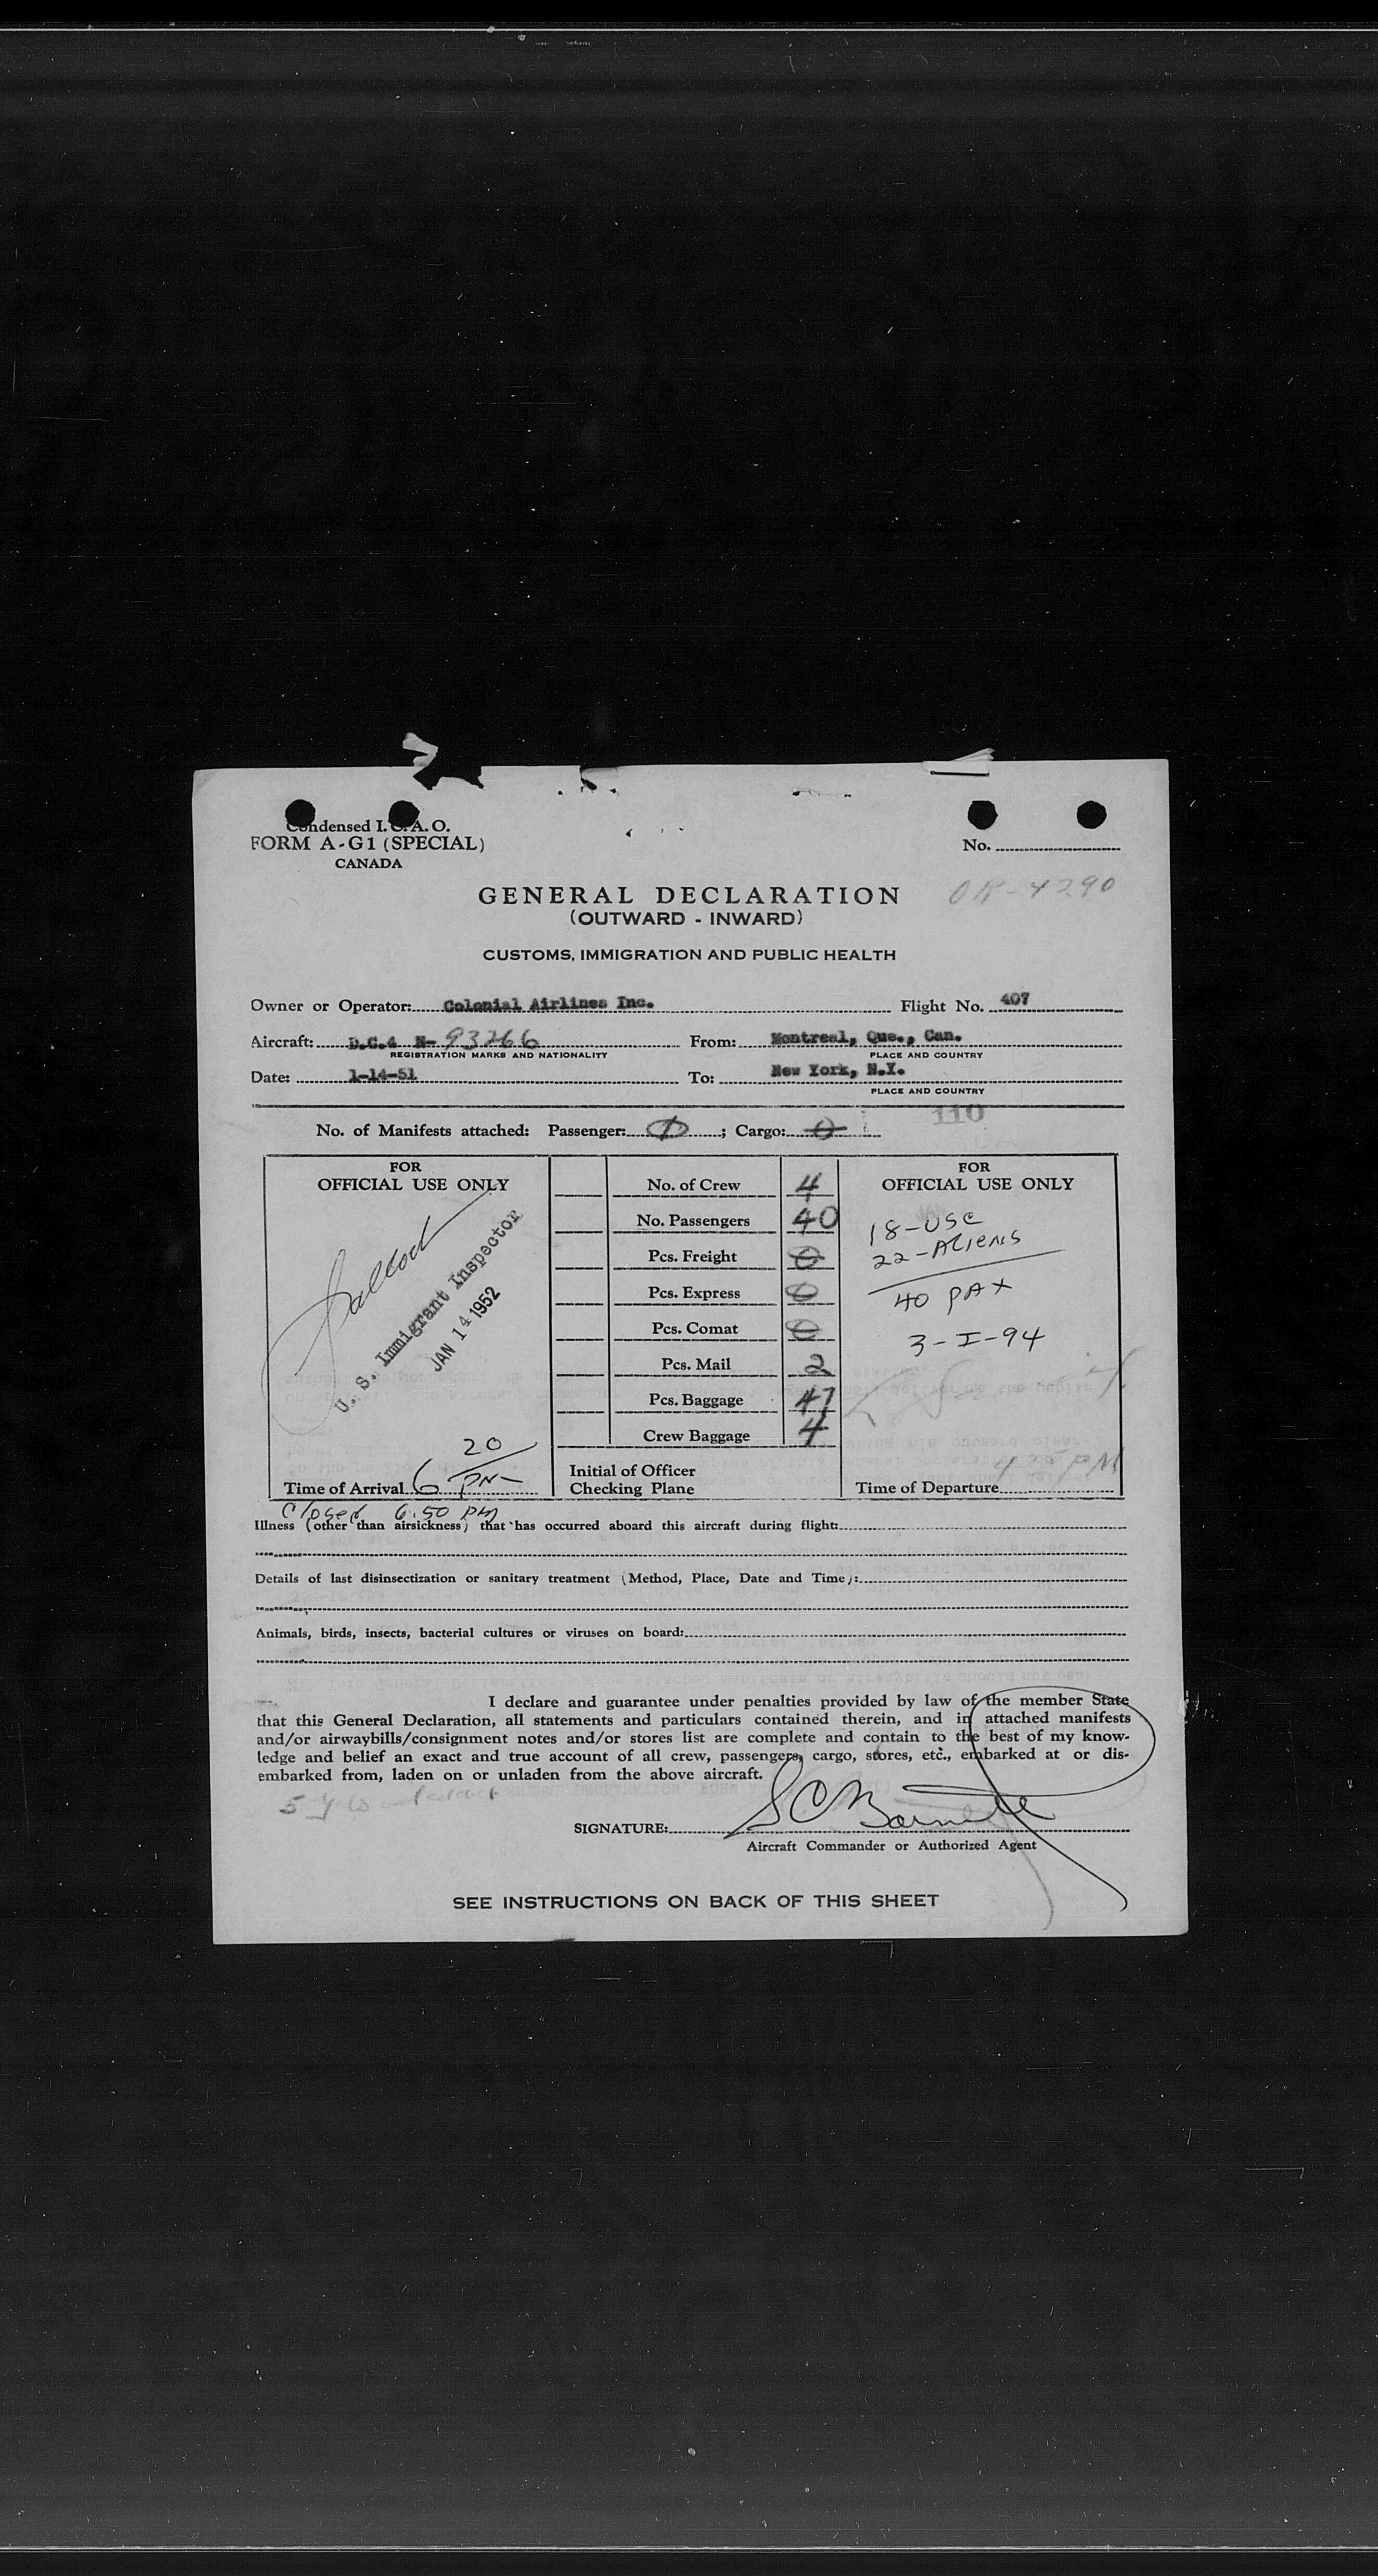 Condensed I.C.A.O.
FORM A-G1 (SPECIAL)
CANADA
No.
OR-4290
GENERAL DECLARATION
(OUTWARD - INWARD)
CUSTOMS, IMMIGRATION AND PUBLIC HEALTH
Owner or Operator: Colonial Airlines Inc. Flight No. 407
Aircraft: D.C.4 N-93266 From: Montreal, Que., Can.
REGISTRATION MARKS AND NATIONALITY PLACE AND COUNTRY
Date: 1-14-51 To: New York, N.Y.
PLACE AND COUNTRY
110
No. of Manifests attached: Passenger: ; Cargo: 0
FOR
OFFICIAL USE ONLY
U. S. Immigrant Inspector
JAN 14 1952
Time of Arrival 6 20 PM
Closed 6:50 PM
No. of Crew 4
No. Passengers 40
Pcs. Freight 0
Pcs. Express 0
Pcs. Comat 0
Pcs. Mail 2
Pcs. Baggage 47
Crew Baggage 4
Initial of Officer
Checking Plane
FOR
OFFICIAL USE ONLY
18-USC
22-Aliens
40 PAX
3-I-94
Time of Departure PM
Illness (other than airsickness) that has occurred aboard this aircraft during flight:
Details of last disinsectization or sanitary treatment (Method, Place, Date and Time):
Animals, birds, insects, bacterial cultures or viruses on board:
I declare and guarantee under penalties provided by law of the member State
that this General Declaration, all statements and particulars contained therein, and in attached manifests
and/or airwaybills/consignment notes and/or stores list are complete and contain to the best of my know-
ledge and belief an exact and true account of all crew, passengers, cargo, stores, etc., embarked at or dis-
embarked from, laden on or unladen from the above aircraft.
SIGNATURE: SC Barnett
Aircraft Commander or Authorized Agent
SEE INSTRUCTIONS ON BACK OF THIS SHEET